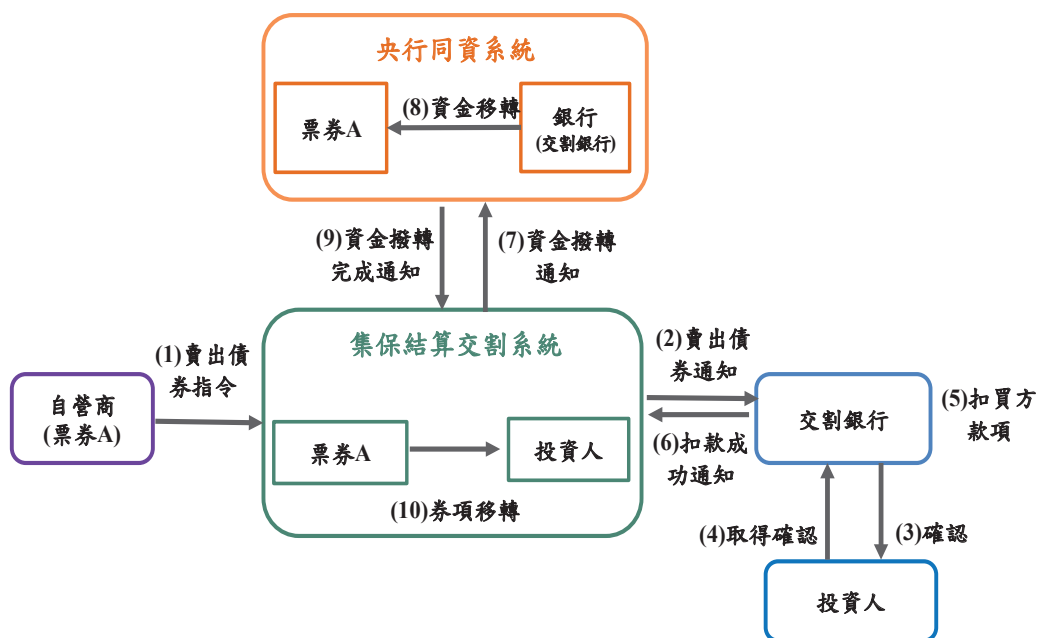 央行同資系統
票券A
(8)資金移轉
銀行
(交割銀行)
(9)資金撥轉
完成通知
(7)資金撥轉
通知
集保結算交割系統
(1)賣出債
券指令
自營商
(票券A)
票券A
投資人
(10)券項移轉
(2)賣出債
券通知
(6)扣款成
功通知
交割銀行
(5)扣買方
款項
(4)取得確認
(3)確認
投資人